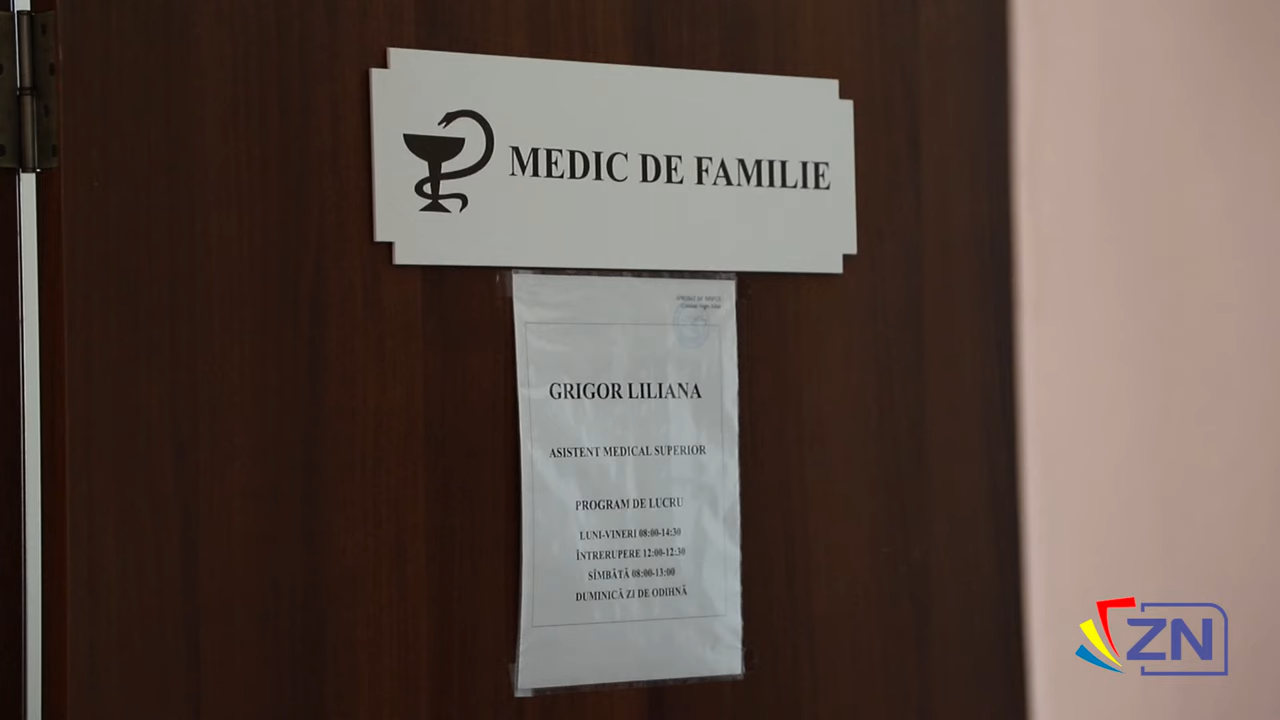 MEDIC DE FAMILIE
GRIGOR LILIANA
ASISTENT MEDICAL SUPERIOR
PROGRAM DE LUCRU
LUNI-VINERI 08:00-14:30
ÎNTRERUPERE 12:00-12:30
SÎMBĂTĂ 08:00-13:00
DUMINICĂ ZI DE ODIHNĂ
ZN